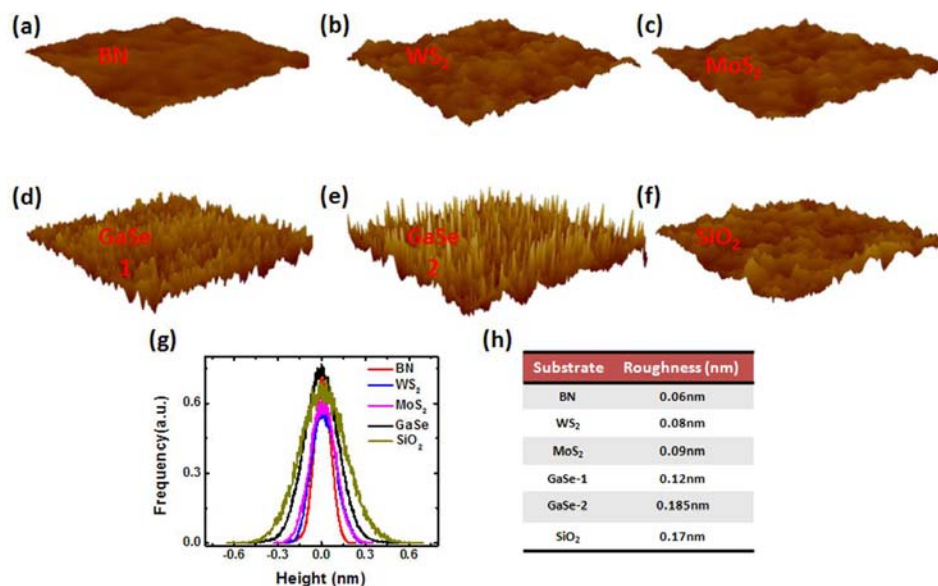 (a)
BN
(b)
WS₂
(c)
MoS₂
(d)
GaSe
1
(e)
GaSe
2
(f)
SiO₂
(g)
BN
WS₂
MoS₂
GaSe
SiO₂
0.6
0.3
0.0
Frequency(a.u.)
-0.6 -0.3 0.0 0.3 0.6
Height (nm)
(h)
Substrate Roughness (nm)
BN 0.06nm
WS₂ 0.08nm
MoS₂ 0.09nm
GaSe-1 0.12nm
GaSe-2 0.185nm
SiO₂ 0.17nm